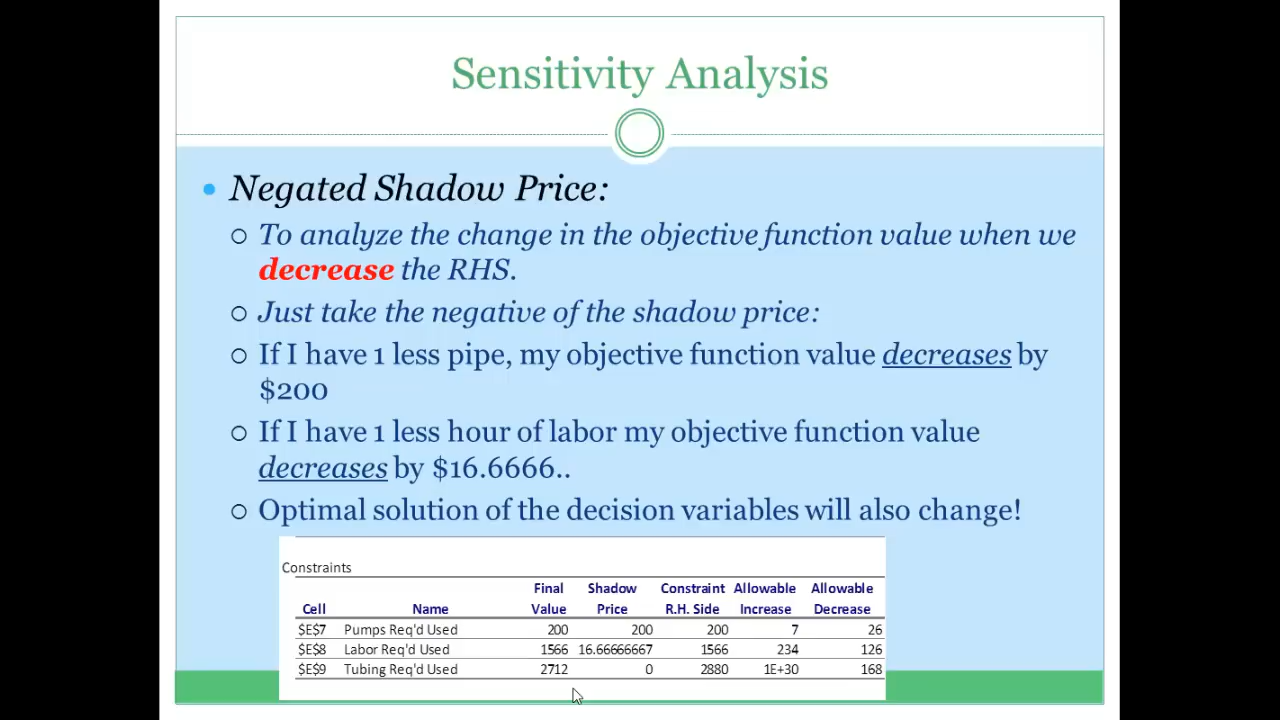 Sensitivity Analysis
Negated Shadow Price:
To analyze the change in the objective function value when we
decrease the RHS.
Just take the negative of the shadow price:
If I have 1 less pipe, my objective function value decreases by
$200
If I have 1 less hour of labor my objective function value
decreases by $16.6666..
Optimal solution of the decision variables will also change!
Constraints
Final Shadow Constraint Allowable Allowable
Cell Name Value Price R.H. Side Increase Decrease
$E$7 Pumps Req'd Used 200 200 200 7 26
$E$8 Labor Req'd Used 1566 16.66666667 1566 234 126
$E$9 Tubing Req'd Used 2712 0 2880 1E+30 168